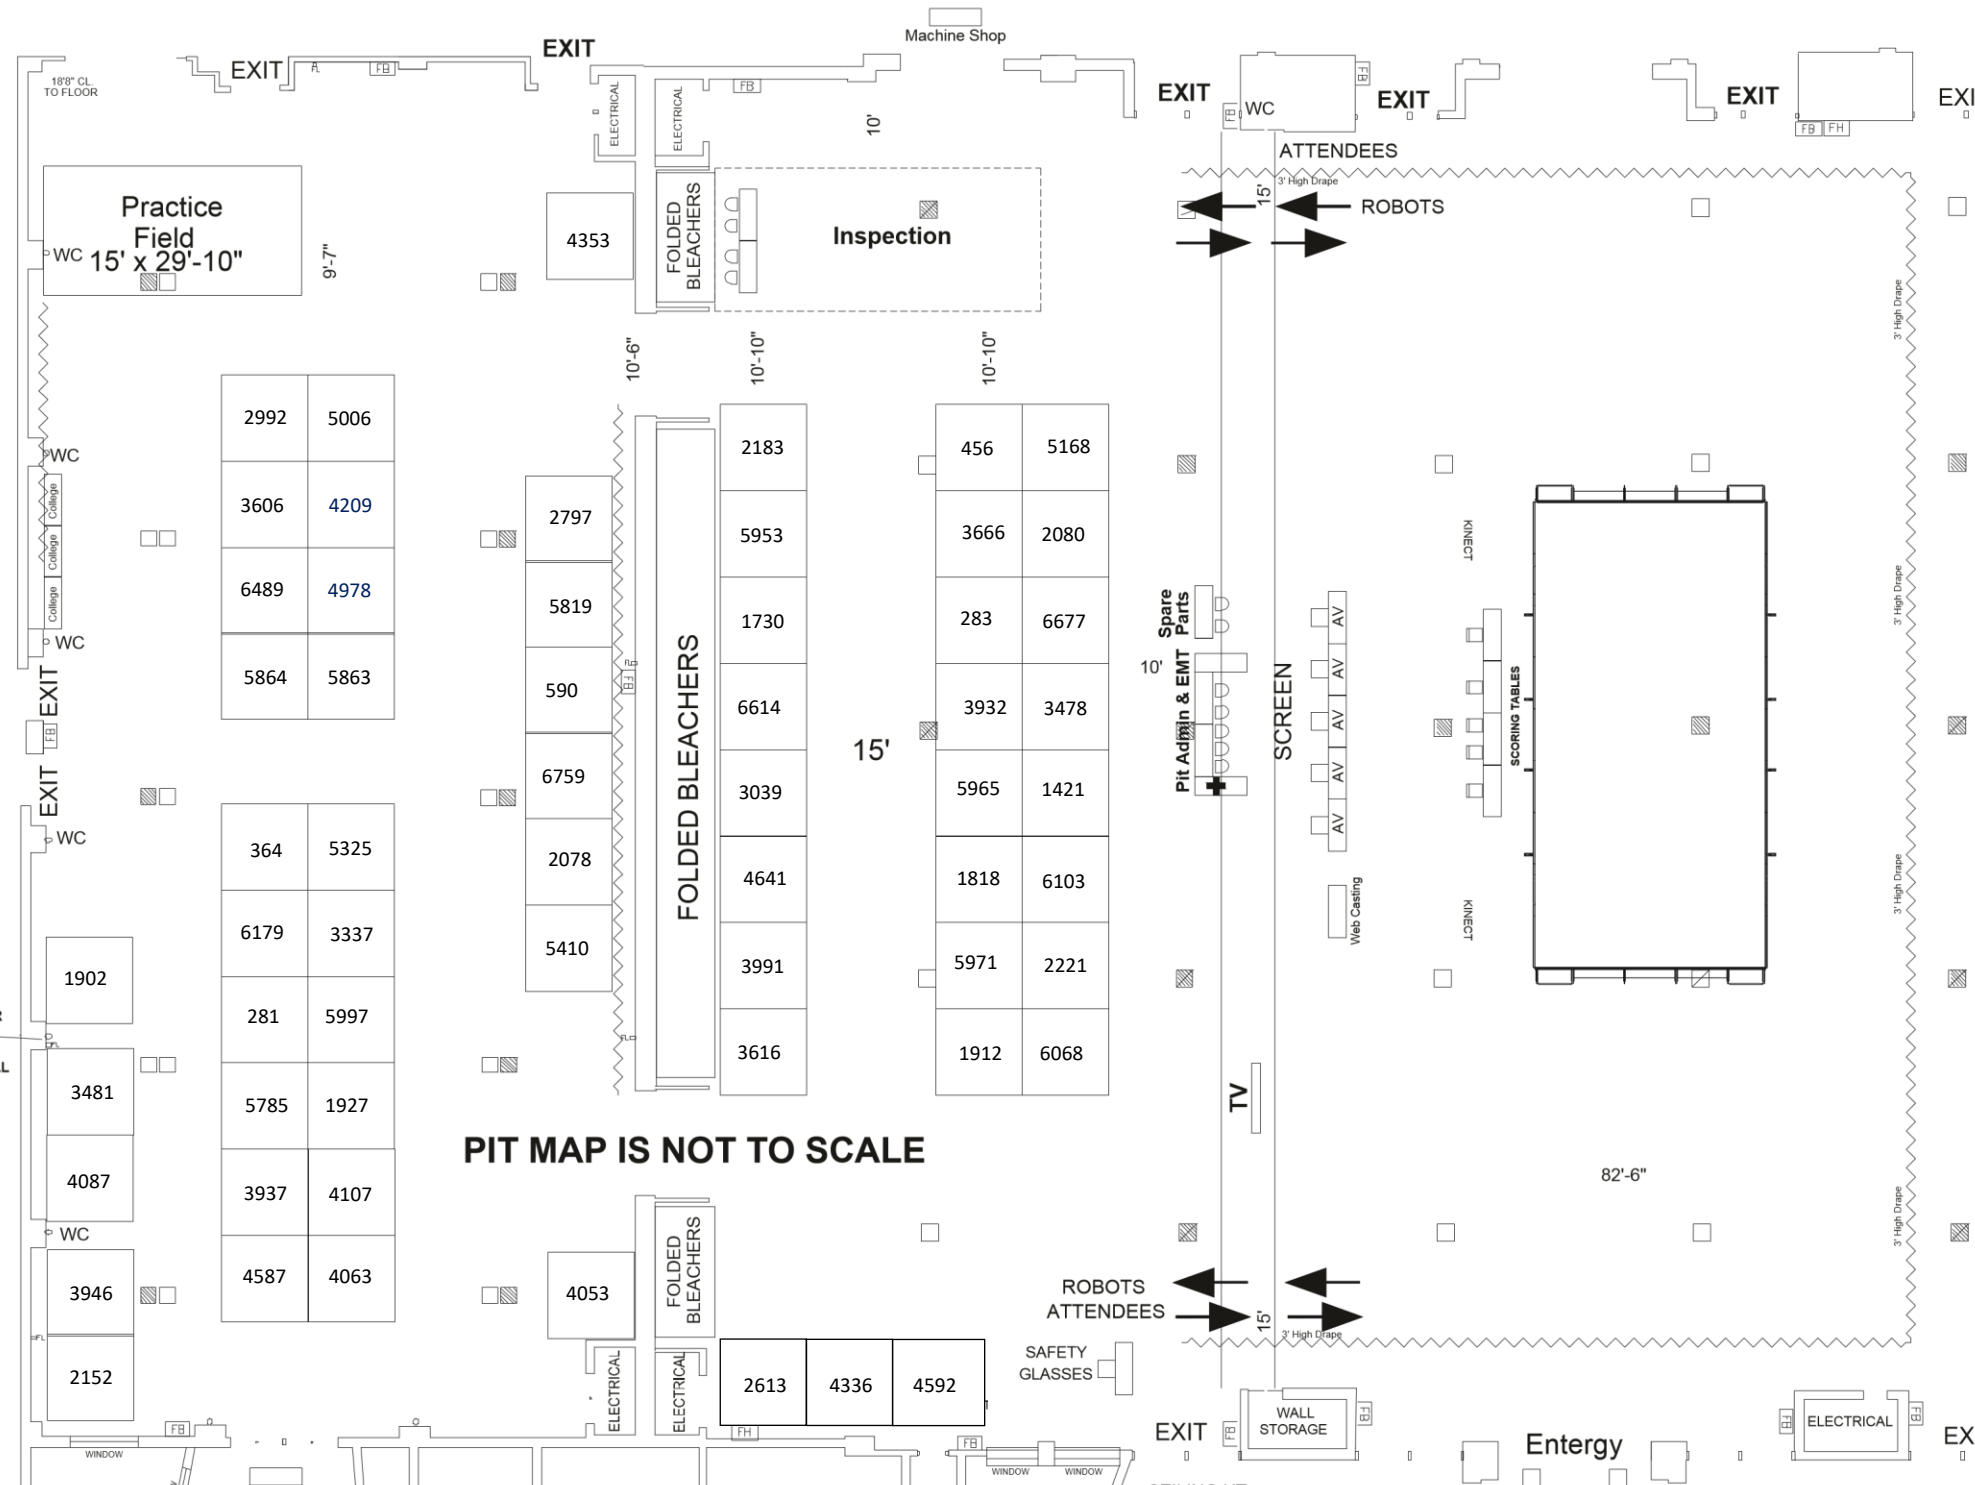 Machine Shop
EXIT
EXIT
18'8" CL.
TO FLOOR
FL
FB
ELECTRICAL
ELECTRICAL
FB
10'
EXIT
FB
WC
FB
EXIT
EXIT
FB
FH
EXI
ATTENDEES
3' High Drape
15'
ROBOTS
Practice
Field
15' x 29'-10"
WC
9'-7"
4353
FOLDED
BLEACHERS
Inspection
3' High Drape
10'-6"
10'-10"
10'-10"
2992
5006
2183
456
5168
WC
College
3606
4209
2797
5953
3666
2080
KINECT
College
6489
4978
5819
1730
283
6677
Spare
Parts
AV
3' High Drape
College
WC
5864
5863
590
FL
FB
FOLDED BLEACHERS
6614
3932
3478
10'
Pit Admin & EMT
SCREEN
AV
AV
SCORING TABLES
EXIT
FB
EXIT
15'
6759
3039
5965
1421
AV
AV
WC
364
5325
2078
4641
1818
6103
Web Casting
KINECT
3' High Drape
6179
3337
5410
3991
5971
2221
1902
281
5997
FL
FL
3616
1912
6068
3481
5785
1927
TV
PIT MAP IS NOT TO SCALE
4087
3937
4107
82'-6"
3' High Drape
WC
3946
4587
4063
4053
FOLDED
BLEACHERS
ROBOTS
ATTENDEES
15'
3' High Drape
FL
2152
ELECTRICAL
ELECTRICAL
2613
4336
4592
SAFETY
GLASSES
FB
FH
FB
WINDOW
WINDOW
WINDOW
EXIT
FB
WALL
STORAGE
FB
Entergy
FB
ELECTRICAL
FB
EX